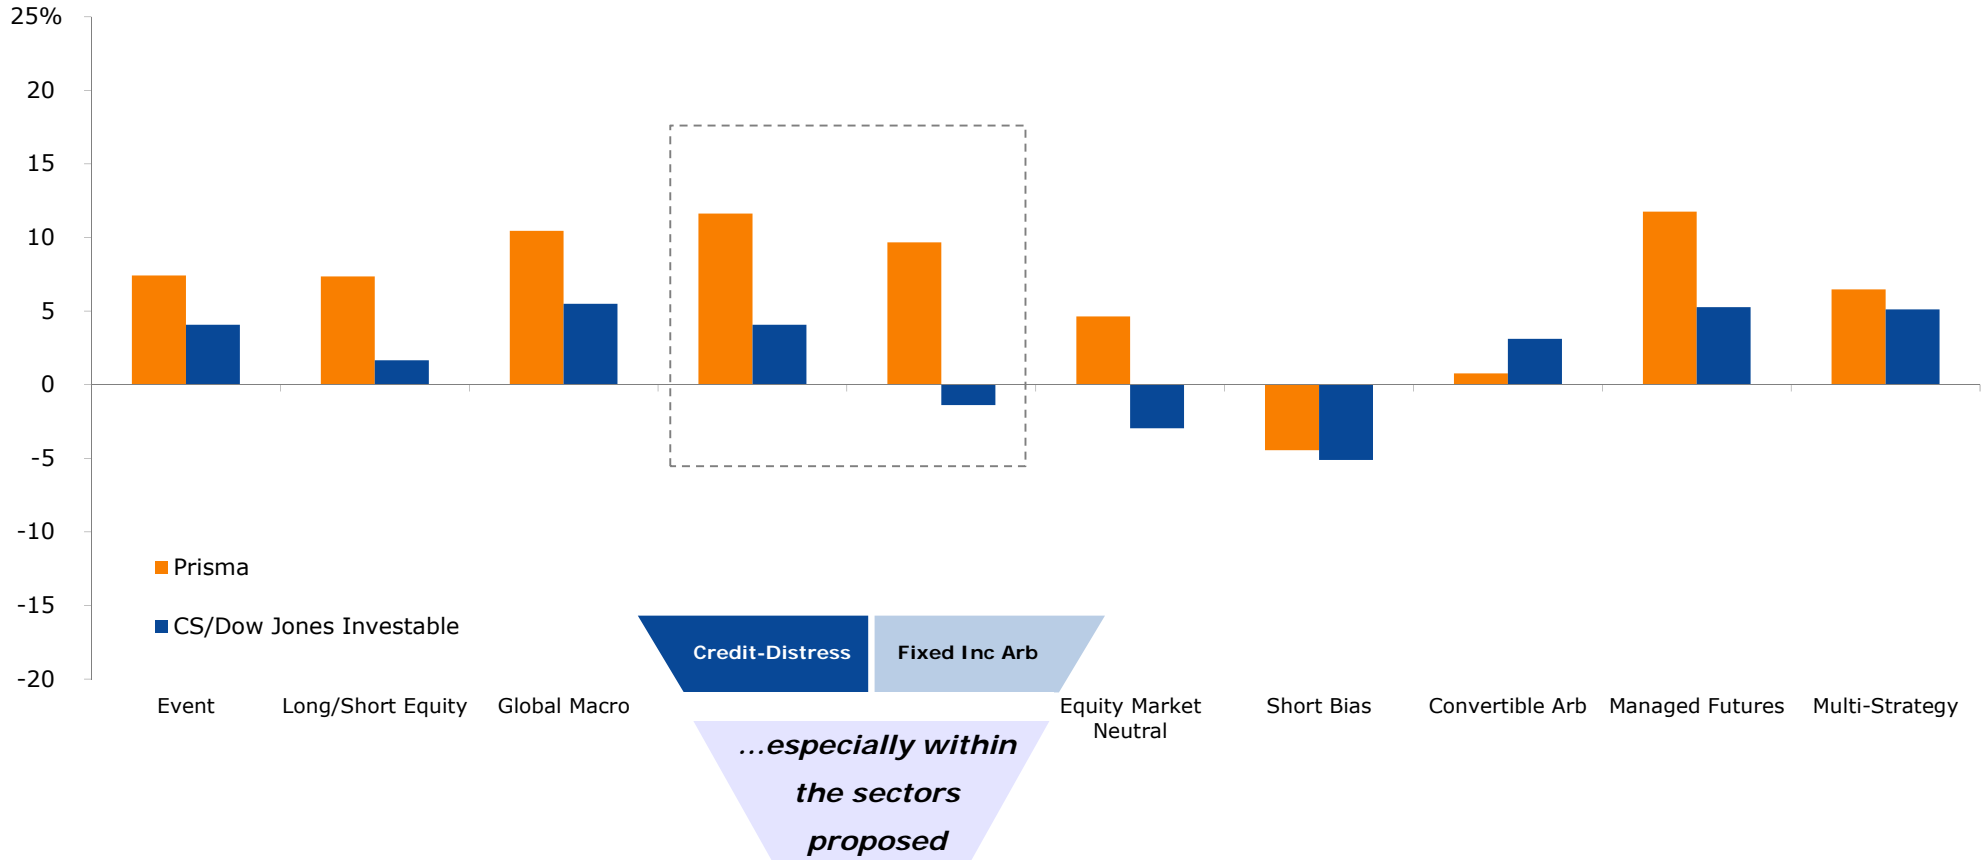 25%
20
15
10
5
0
-5
-10
-15
-20
Prisma
CS/Dow Jones Investable
Credit-Distress
Fixed Inc Arb
Event
Long/Short Equity
Global Macro
Equity Market
Neutral
Short Bias
Convertible Arb
Managed Futures
Multi-Strategy
...especially within
the sectors
proposed